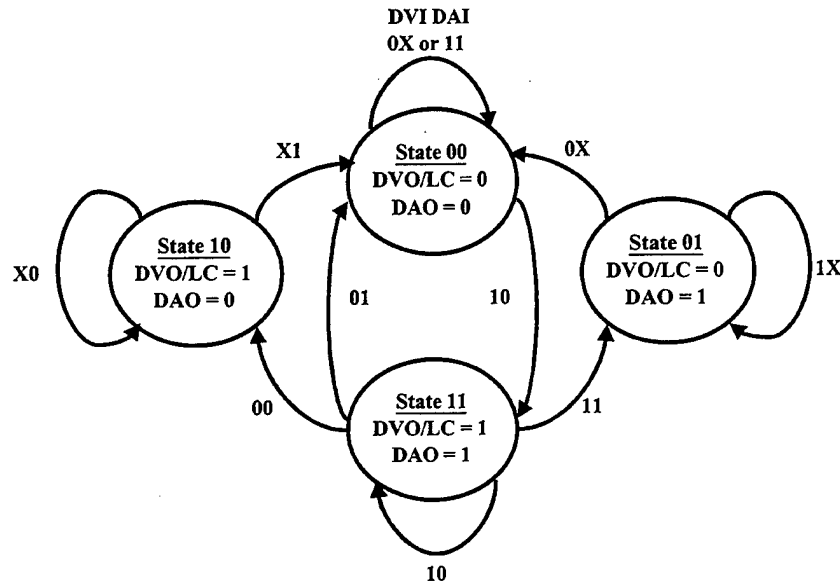 DVI DAI
0X or 11
X1
State 00
DVO/LC = 0
DAO = 0
0X
X0
State 10
DVO/LC = 1
DAO = 0
01
10
State 01
DVO/LC = 0
DAO = 1
1X
00
State 11
DVO/LC = 1
DAO = 1
11
10